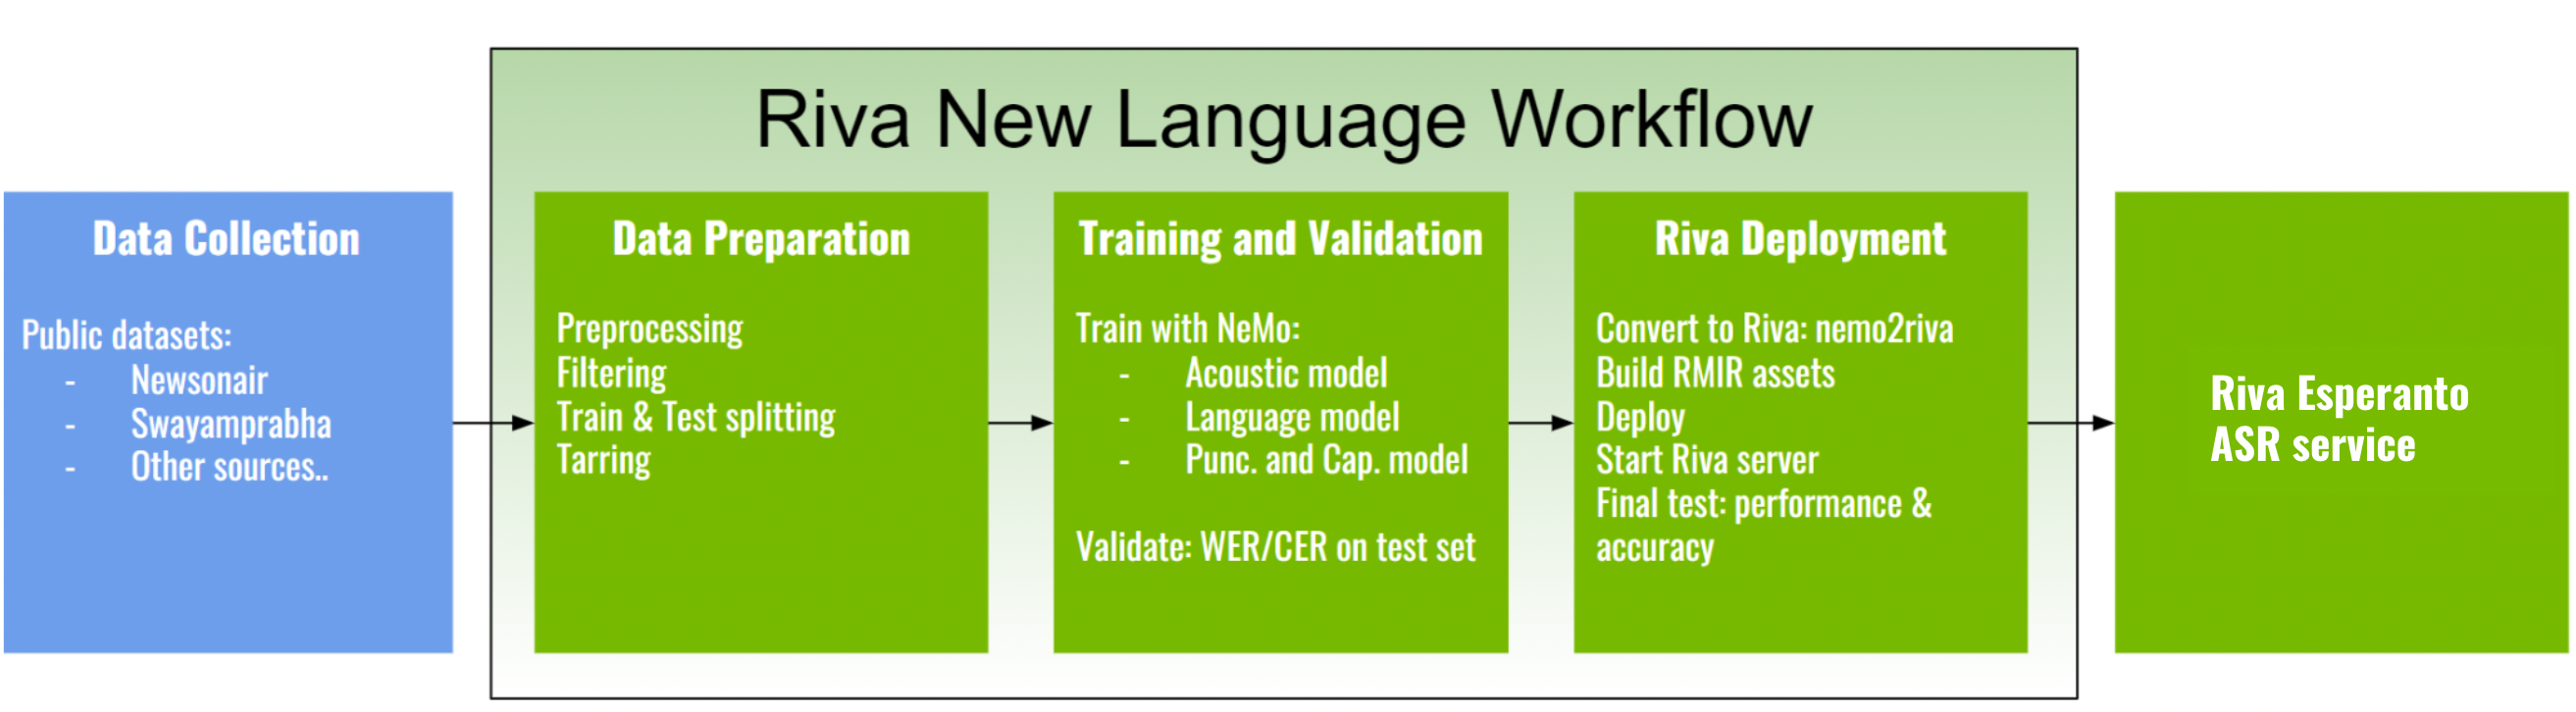 Riva New Language Workflow
Data Collection
Public datasets:
- Newsonair
- Swayamprabha
- Other sources..
Data Preparation
Preprocessing
Filtering
Train & Test splitting
Tarring
Training and Validation
Train with NeMo:
- Acoustic model
- Language model
- Punc. and Cap. model
Validate: WER/CER on test set
Riva Deployment
Convert to Riva: nemo2riva
Build RMIR assets
Deploy
Start Riva server
Final test: performance &
accuracy
Riva Esperanto
ASR service